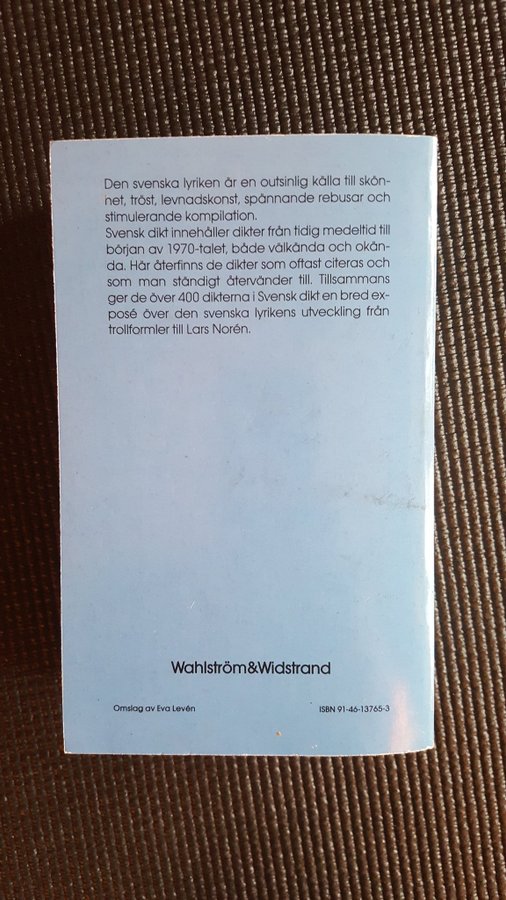 Den svenska lyriken är en outsinlig källa till skön-
het, tröst, levnadskonst, spännande rebusar och
stimulerande kompilation.
Svensk dikt innehåller dikter från tidig medeltid till
början av 1970-talet, både välkända och okän-
da. Här återfinns de dikter som oftast citeras och
som man ständigt återvänder till. Tillsammans
ger de över 400 dikterna i Svensk dikt en bred ex-
posé över den svenska lyrikens utveckling från
trollformler till Lars Norén.
Wahlström&Widstrand
Omslag av Eva Levén
ISBN 91-46-13765-3